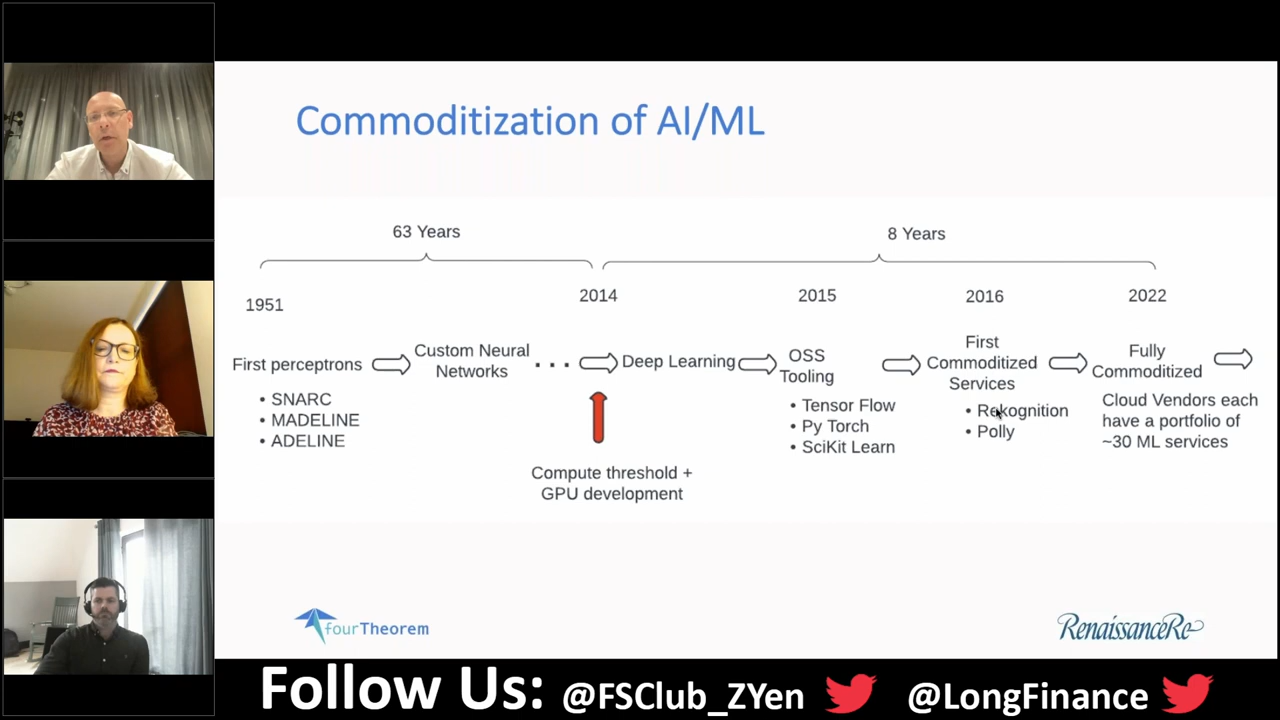 Commoditization of AI/ML
63 Years
8 Years
1951
2014
2015
2016
2022
First perceptrons
• SNARC
• MADELINE
• ADELINE
Custom Neural
Networks
...
Deep Learning
Compute threshold +
GPU development
OSS
Tooling
• Tensor Flow
• Py Torch
• SciKit Learn
First
Commoditized
Services
• Rekognition
• Polly
Fully
Commoditized
Cloud Vendors each
have a portfolio of
~30 ML services
fourTheorem
RenaissanceRe
Follow Us: @FSClub_ZYen @LongFinance